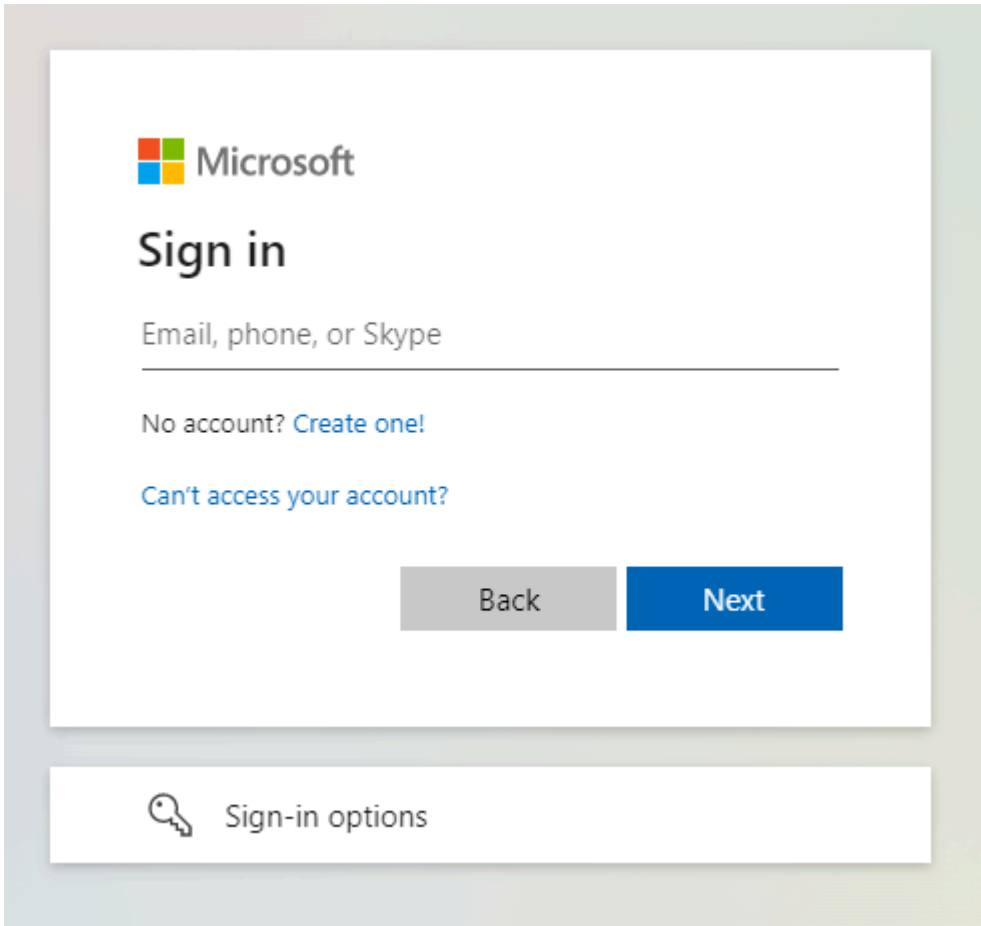 Microsoft
Sign in
Email, phone, or Skype
No account? Create one!
Can't access your account?
Back Next
Sign-in options